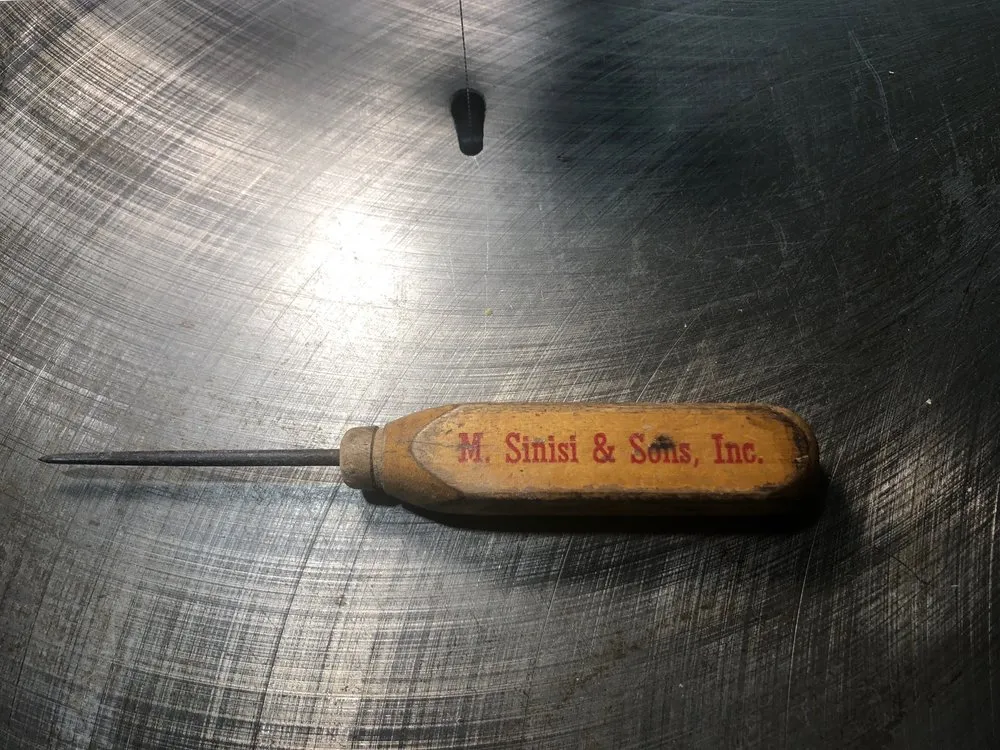 M. Sinisi & Sons, Inc.